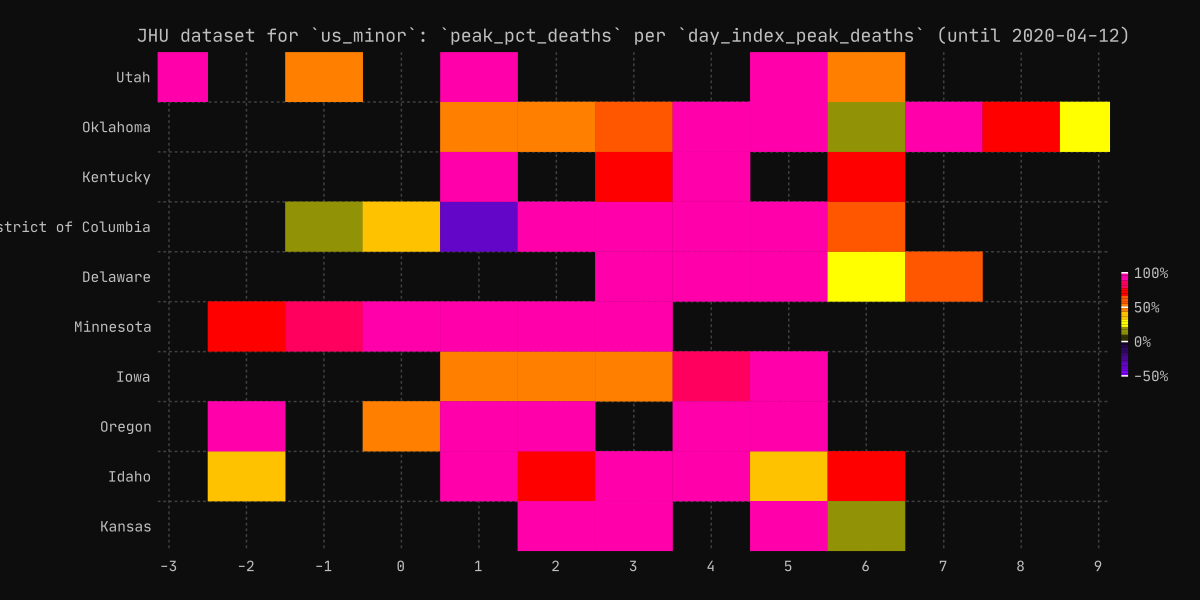 JHU dataset for `us_minor`: `peak_pct_deaths` per `day_index_peak_deaths` (until 2020-04-12)
Utah
Oklahoma
Kentucky
strict of Columbia
Delaware
Minnesota
Iowa
Oregon
Idaho
Kansas
-3 -2 -1 0 1 2 3 4 5 6 7 8 9
100%
50%
0%
-50%